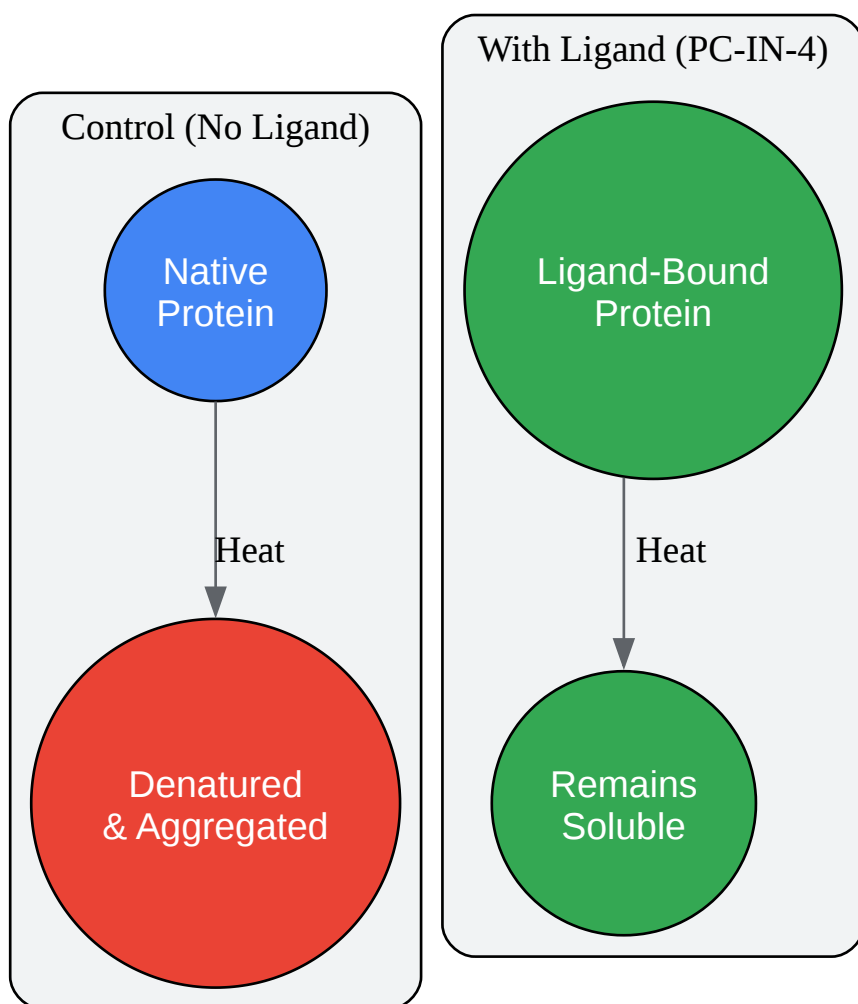 Control (No Ligand)
Native
Protein
Heat
Denatured
& Aggregated
With Ligand (PC-IN-4)
Ligand-Bound
Protein
Heat
Remains
Soluble